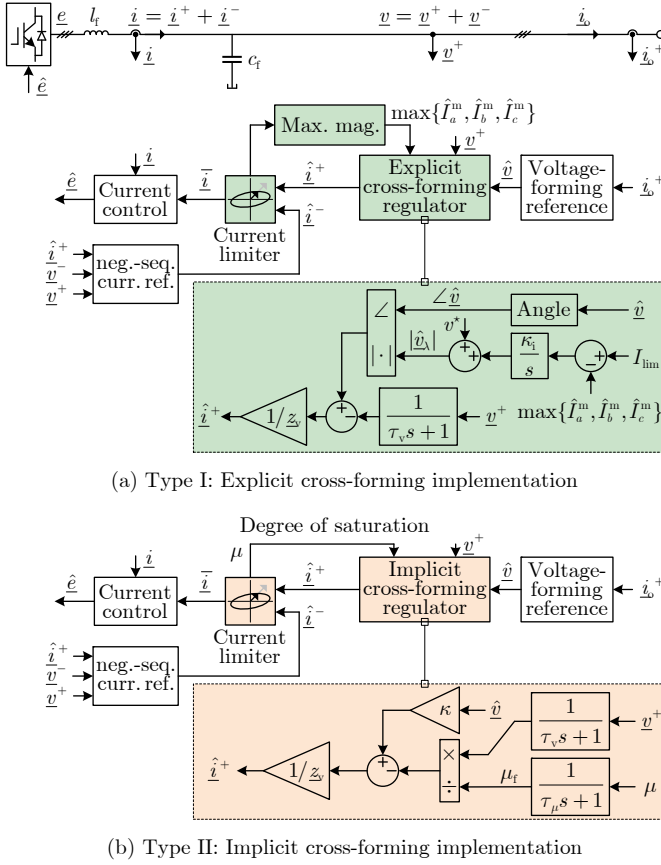 e l_f i = i^+ + i^- v = v^+ + v^- i_o
i c_f v^+ i_o^+
ê
Max. mag. max{Î_a^m, Î_b^m, Î_c^m}
v^+
i
ê Current control i̅ î^+ Explicit cross-forming regulator v̂ Voltage-forming reference i_o^+
Current limiter î^-
î^+
v^-
v^+
neg.-seq. curr. ref.
∠ ∠v̂ Angle v̂
v^⋆
|·| |v̂_λ| + + κ_i/s + − I_lim
î^+ 1/z_v + − 1/(τ_v s + 1) v^+ max{Î_a^m, Î_b^m, Î_c^m}
(a) Type I: Explicit cross-forming implementation
Degree of saturation
μ v^+
i
ê Current control i̅ î^+ Implicit cross-forming regulator v̂ Voltage-forming reference i_o^+
Current limiter î^-
î^+
v^-
v^+
neg.-seq. curr. ref.
κ v̂ 1/(τ_v s + 1) v^+
î^+ 1/z_v + − × ÷ μ_f 1/(τ_μ s + 1) μ
(b) Type II: Implicit cross-forming implementation